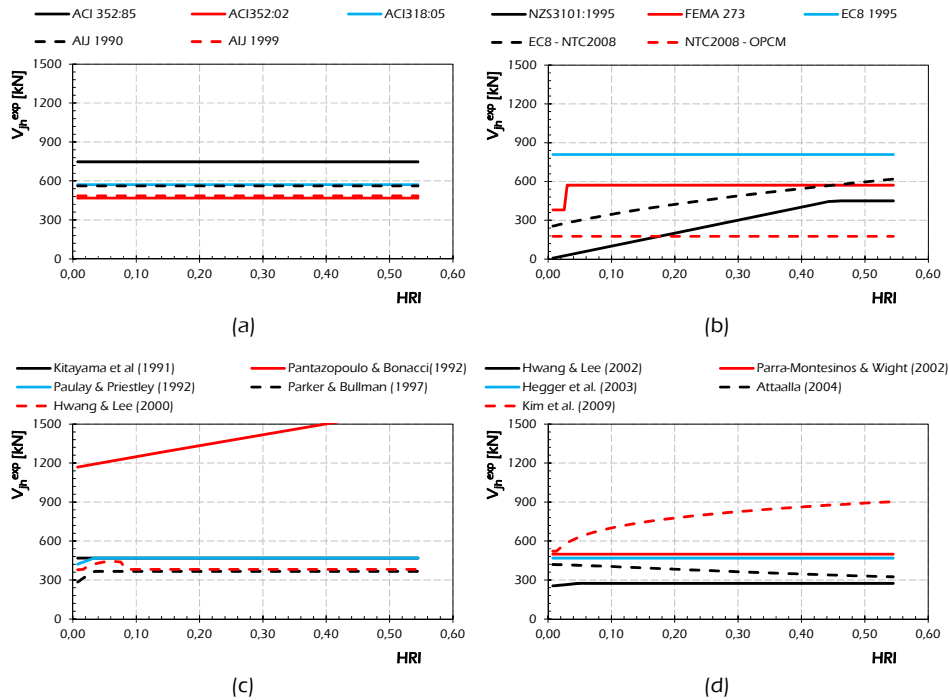 ACI 352:85 ACI352:02 ACI318:05
AIJ 1990 AIJ 1999
1500
1200
900
600
300
0
V_jh^exp [kN]
0,00 0,10 0,20 0,30 0,40 0,50 0,60
HRI
(a)
NZS3101:1995 FEMA 273 EC8 1995
EC8 - NTC2008 NTC2008 - OPCM
1500
1200
900
600
300
0
V_jh^exp [kN]
0,00 0,10 0,20 0,30 0,40 0,50 0,60
HRI
(b)
Kitayama et al (1991) Pantazopoulo & Bonacci(1992)
Paulay & Priestley (1992) Parker & Bullman (1997)
Hwang & Lee (2000)
1500
1200
900
600
300
0
V_jh^exp [kN]
0,00 0,10 0,20 0,30 0,40 0,50 0,60
HRI
(c)
Hwang & Lee (2002) Parra-Montesinos & Wight (2002)
Hegger et al. (2003) Attaalla (2004)
Kim et al. (2009)
1500
1200
900
600
300
0
V_jh^exp [kN]
0,00 0,10 0,20 0,30 0,40 0,50 0,60
HRI
(d)